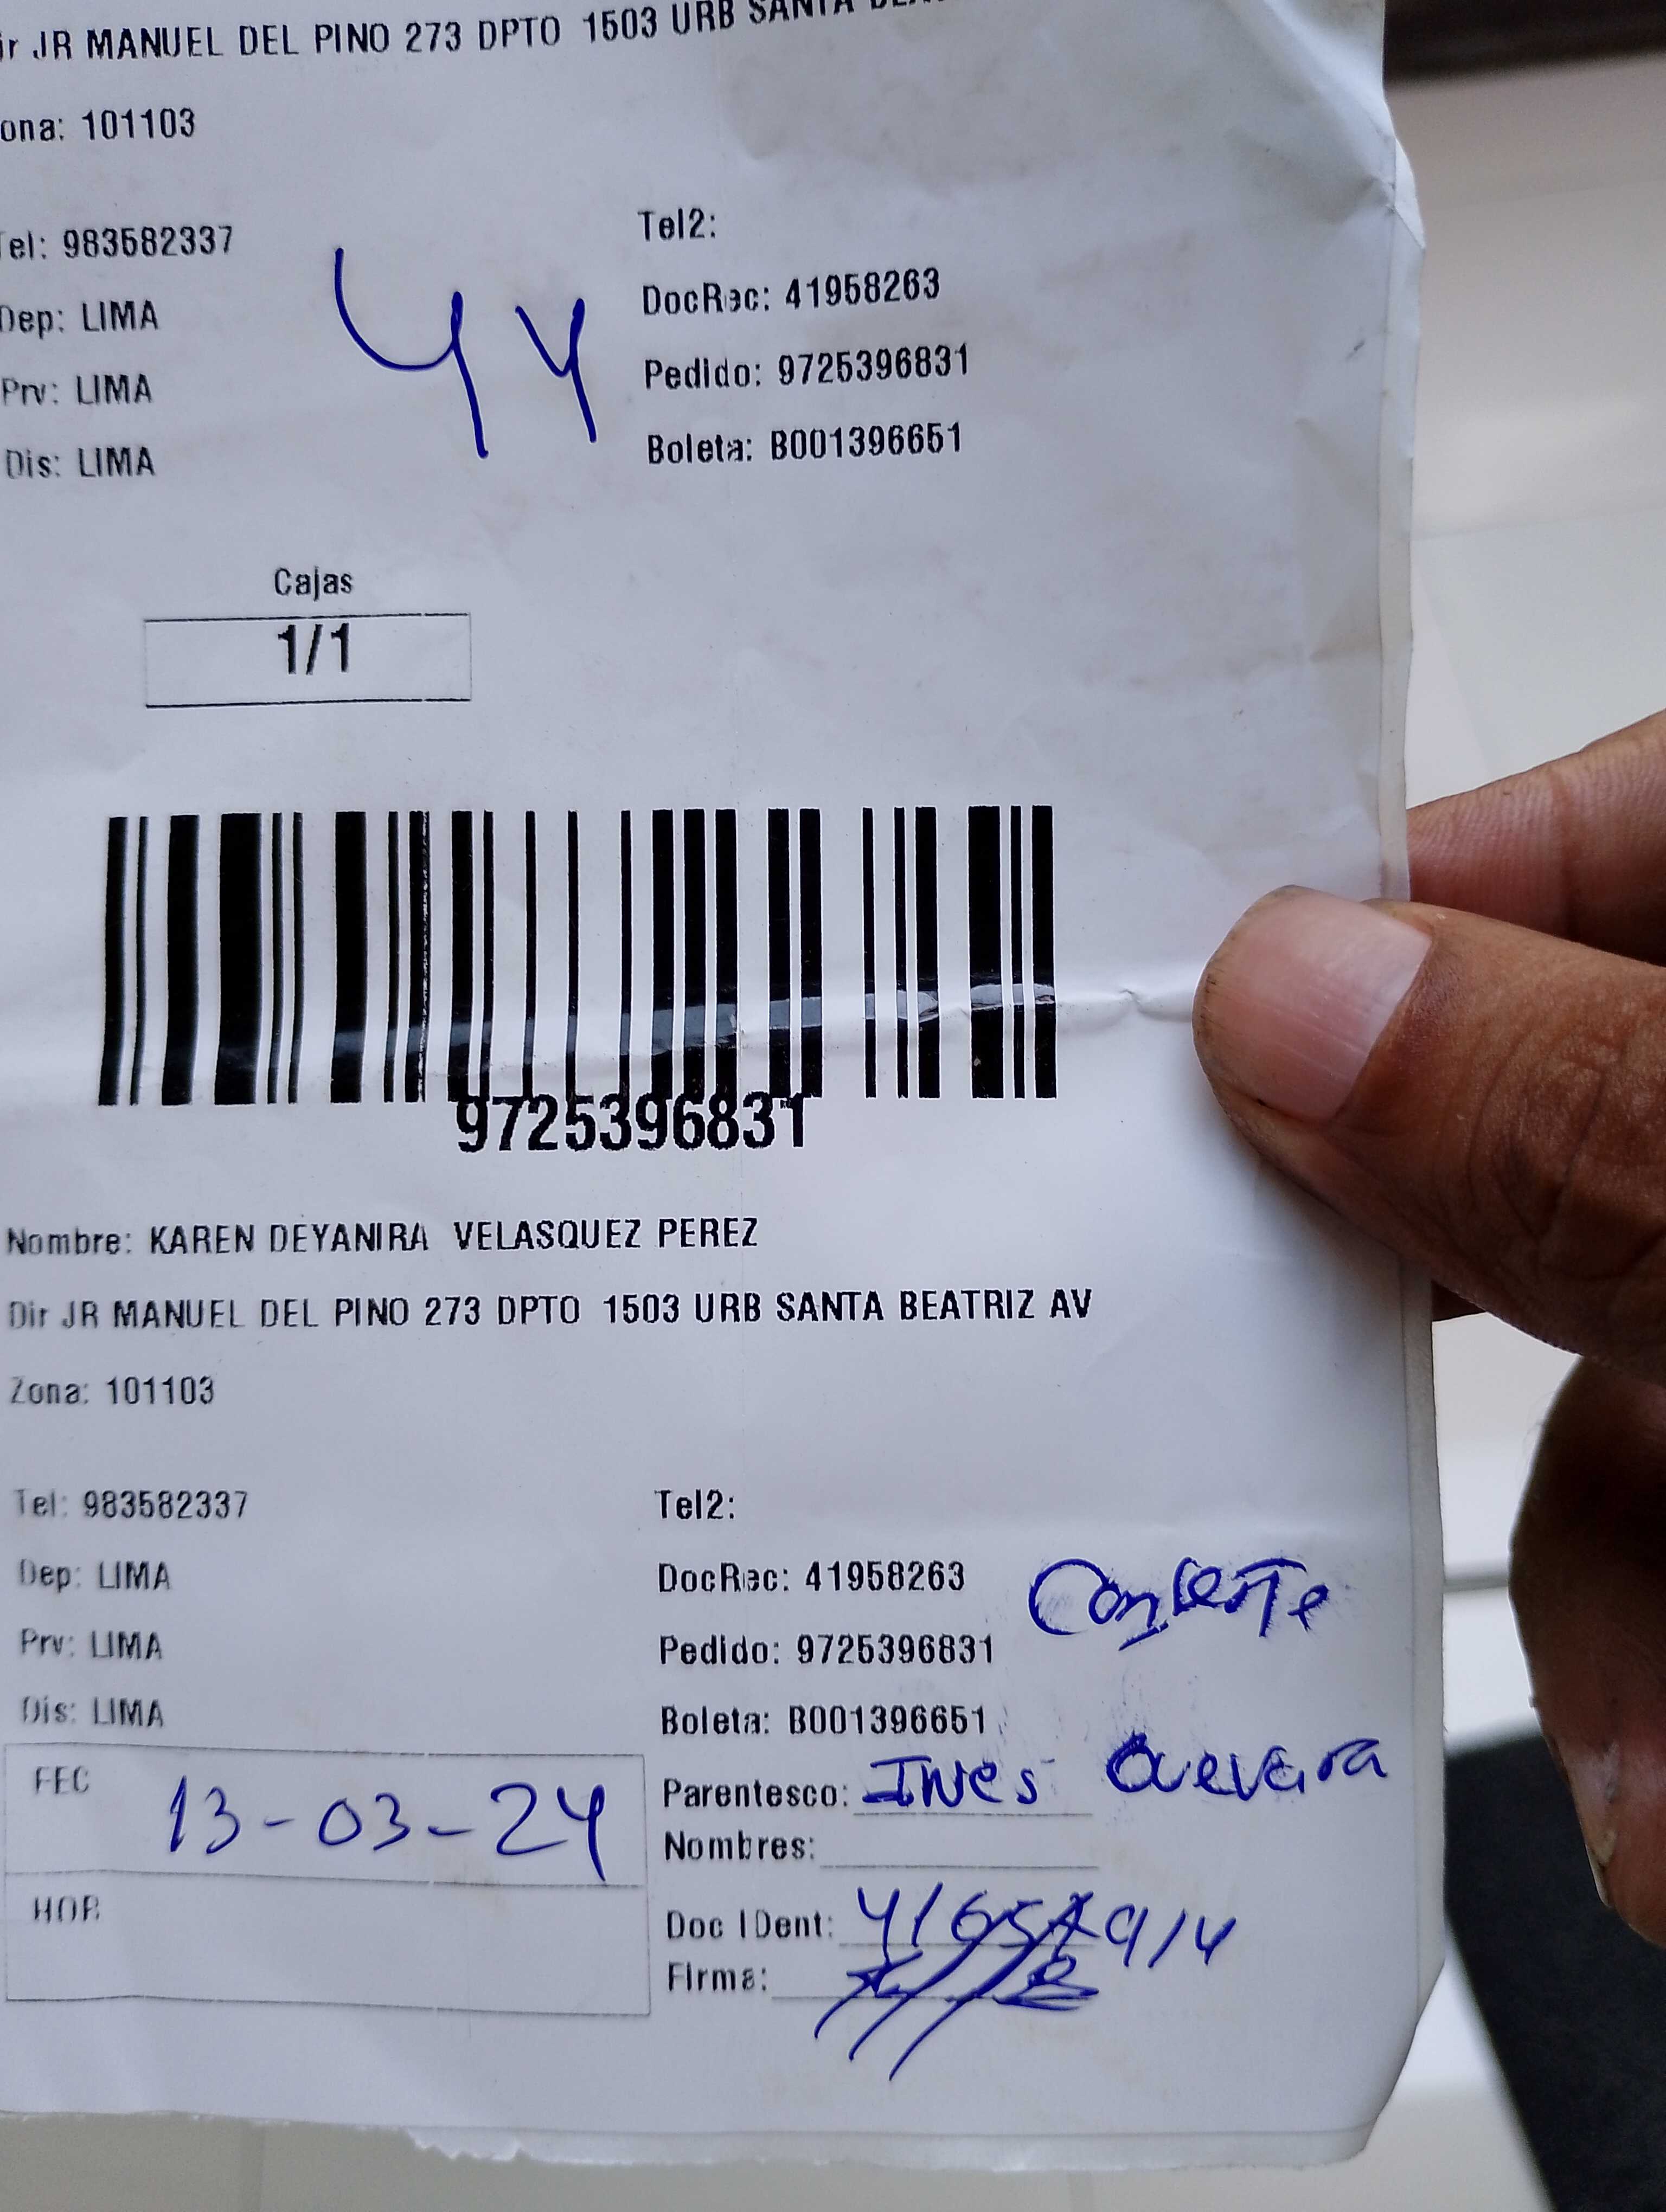 ir JR MANUEL DEL PINO 273 DPTO 1503 URB SANTA
ona: 101103
Tel: 983582337
Tel2:
44
DocRec: 41958263
Dep: LIMA
Pedido: 9725396831
Prv: LIMA
Boleta: B001396651
Dis: LIMA
Cajas
1/1
9725396831
Nombre: KAREN DEYANIRA VELASQUEZ PEREZ
Dir JR MANUEL DEL PINO 273 DPTO 1503 URB SANTA BEATRIZ AV
Zona: 101103
Tel: 983582337
Tel2:
Dep: LIMA
DocRec: 41958263
Prv: LIMA
Pedido: 9725396831
Dis: LIMA
Boleta: B001396651
FEC 13-03-24
Parentesco: INes
Nombres:
HOR
Doc IDent:
Firma: